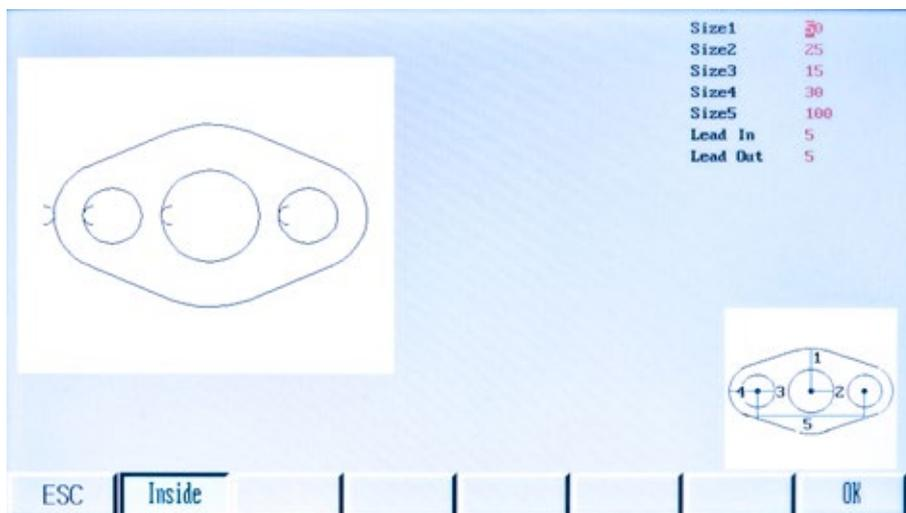 Size1 50
Size2 25
Size3 15
Size4 30
Size5 100
Lead In 5
Lead Out 5
1
4 3 2
5
ESC Inside OK